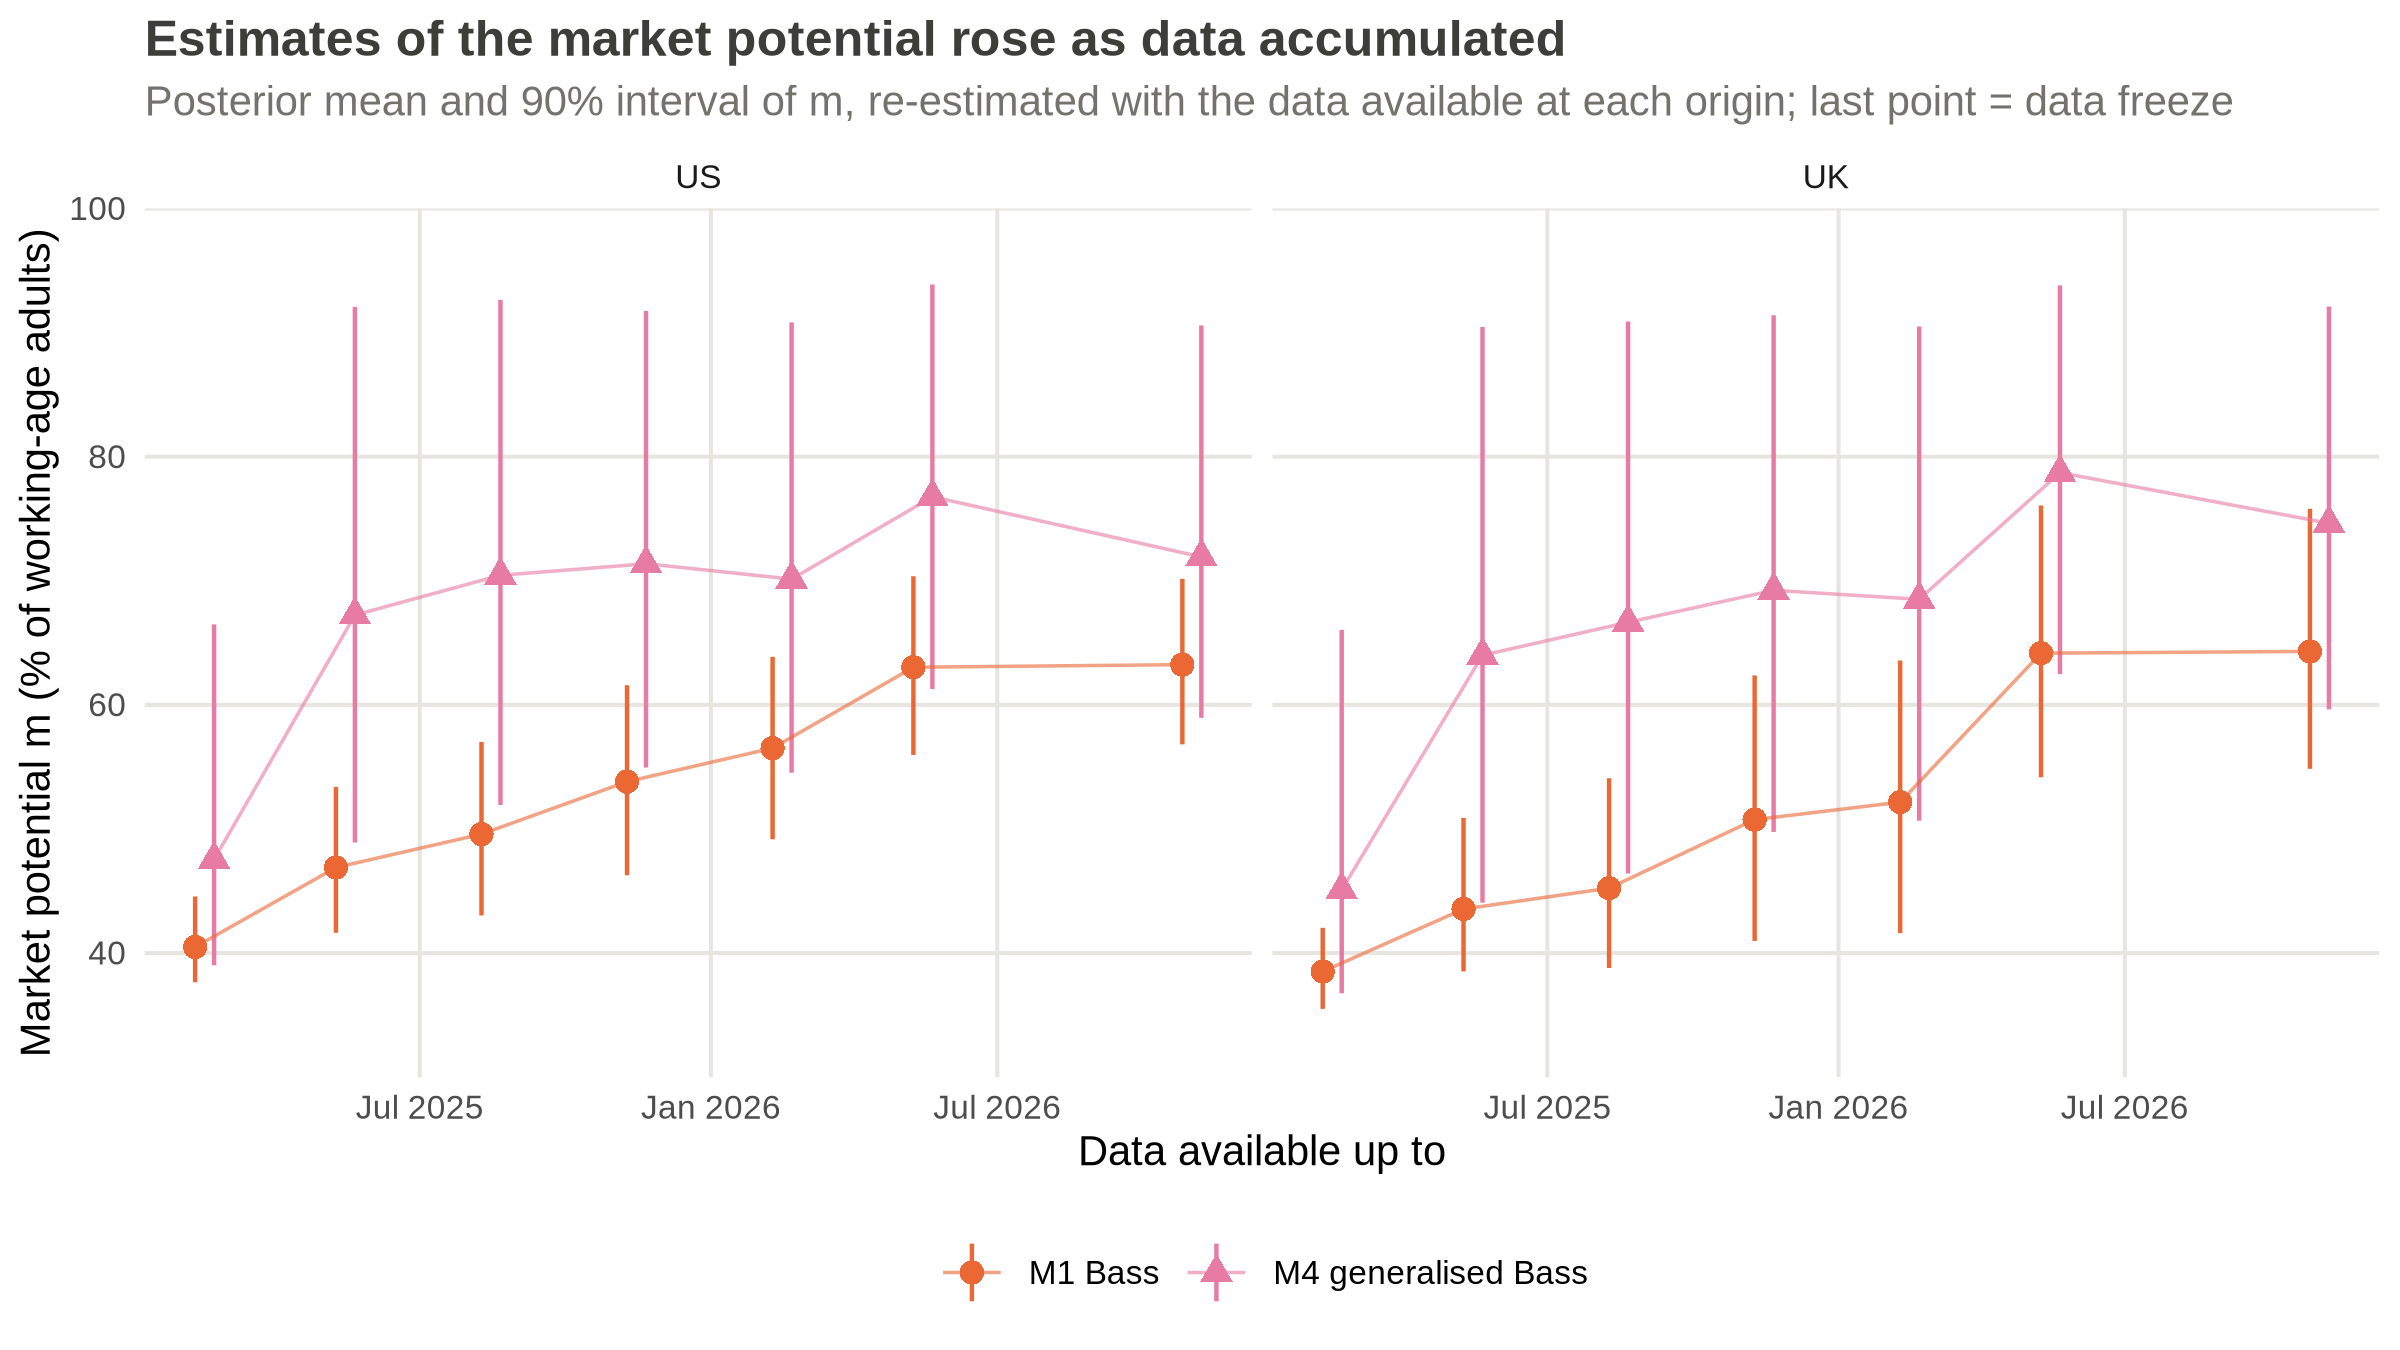 Estimates of the market potential rose as data accumulated
Posterior mean and 90% interval of m, re-estimated with the data available at each origin; last point = data freeze
US
UK
Market potential m (% of working-age adults)
100
80
60
40
Jul 2025
Jan 2026
Jul 2026
Jul 2025
Jan 2026
Jul 2026
Data available up to
M1 Bass
M4 generalised Bass